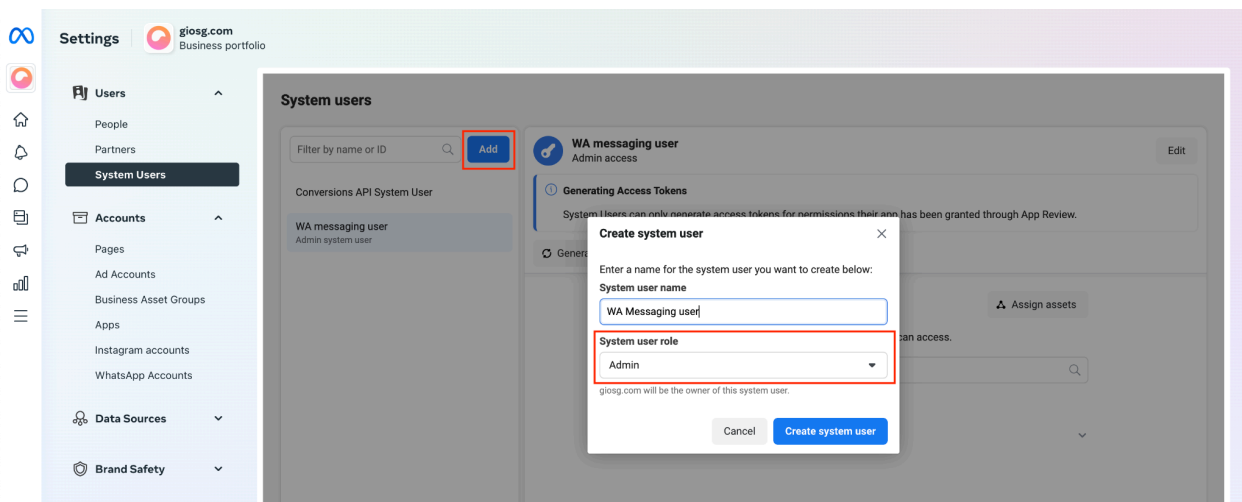 Settings
giosg.com
Business portfolio
Users
People
Partners
System Users
Accounts
Pages
Ad Accounts
Business Asset Groups
Apps
Instagram accounts
WhatsApp Accounts
Data Sources
Brand Safety
System users
Filter by name or ID
Add
Conversions API System User
WA messaging user
Admin system user
WA messaging user
Admin access
Edit
Generating Access Tokens
System Users can only generate access tokens for permissions their app has been granted through App Review.
Genera
Assign assets
can access.
Create system user
Enter a name for the system user you want to create below:
System user name
WA Messaging user
System user role
Admin
giosg.com will be the owner of this system user.
Cancel
Create system user